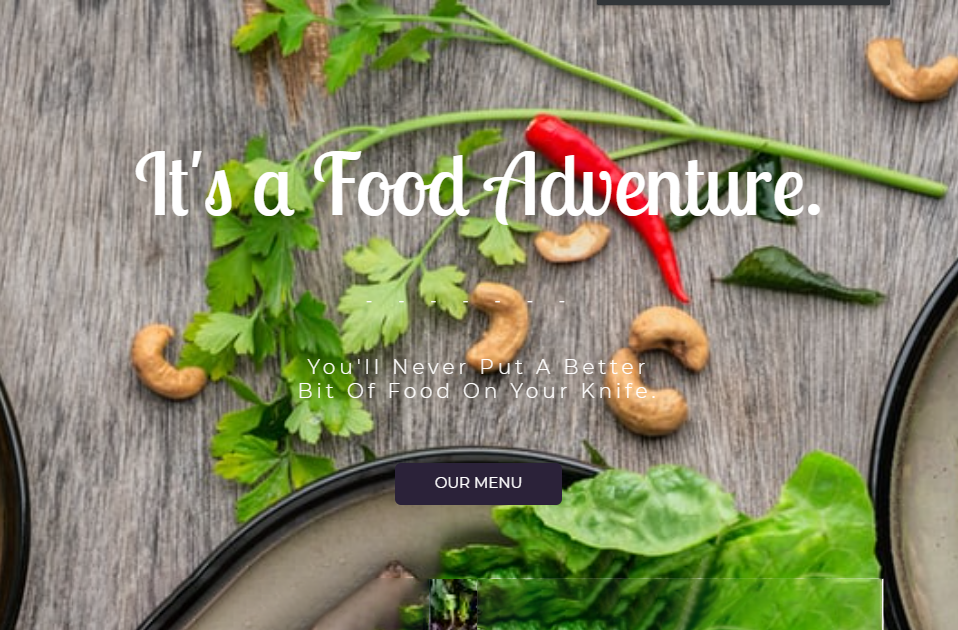 It's a Food Adventure.
- - - - - - -
You'll Never Put A Better
Bit Of Food On Your Knife.
OUR MENU